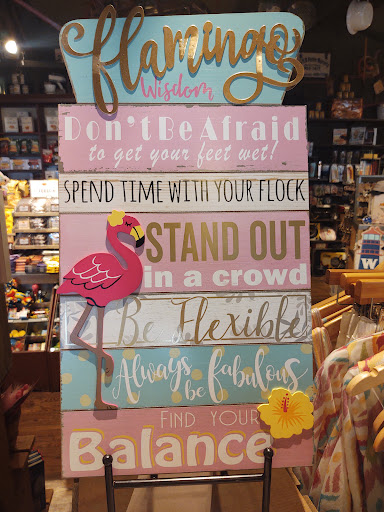 flamingo
Wisdom
Don't Be Afraid
to get your feet wet!
SPEND TIME WITH YOUR FLOCK
STAND OUT
in a crowd
Be Flexible
Always be fabulous
FIND YOUR
Balance